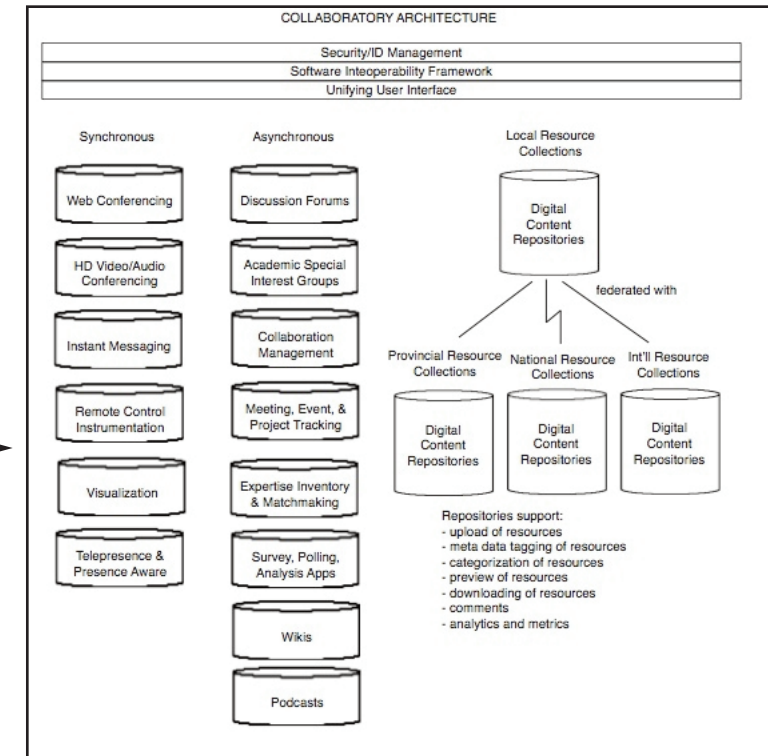 COLLABORATORY ARCHITECTURE
Security/ID Management
Software Inteoperability Framework
Unifying User Interface
Synchronous
Web Conferencing
HD Video/Audio
Conferencing
Instant Messaging
Remote Control
Instrumentation
Visualization
Telepresence &
Presence Aware
Asynchronous
Discussion Forums
Academic Special
Interest Groups
Collaboration
Management
Meeting, Event, &
Project Tracking
Expertise Inventory
& Matchmaking
Survey, Polling,
Analysis Apps
Wikis
Podcasts
Local Resource
Collections
Digital
Content
Repositories
federated with
Provincial Resource
Collections
Digital
Content
Repositories
National Resource
Collections
Digital
Content
Repositories
Int'll Resource
Collections
Digital
Content
Repositories
Repositories support:
- upload of resources
- meta data tagging of resources
- categorization of resources
- preview of resources
- downloading of resources
- comments
- analytics and metrics